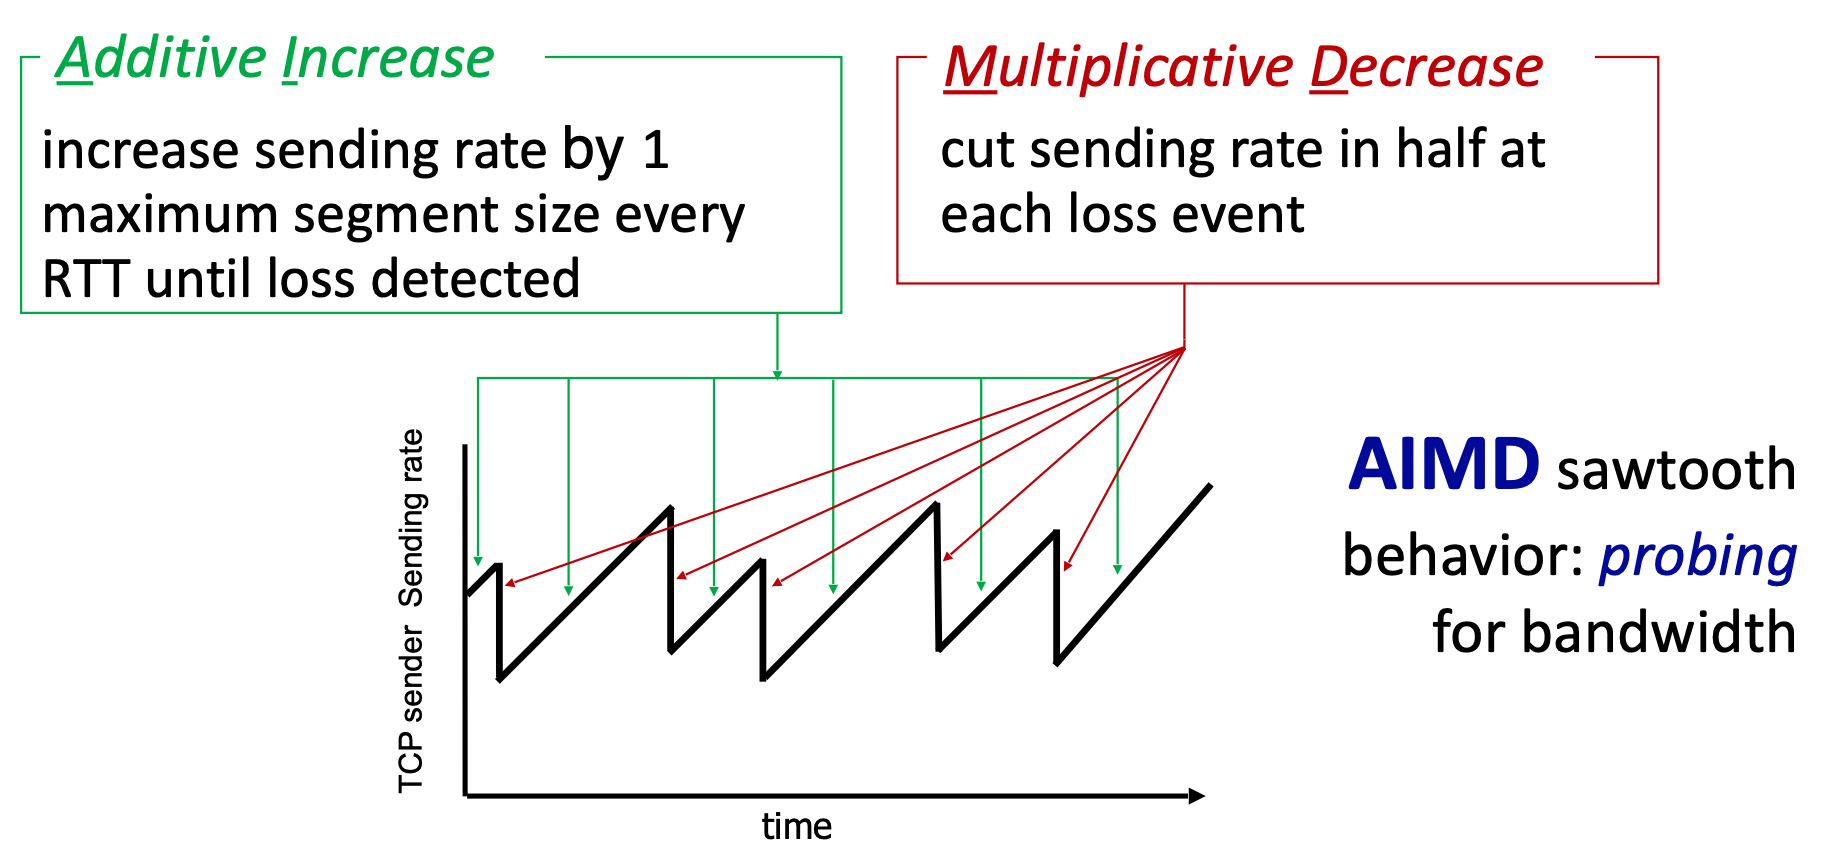 Additive Increase
increase sending rate by 1
maximum segment size every
RTT until loss detected
Multiplicative Decrease
cut sending rate in half at
each loss event
TCP sender Sending rate
time
AIMD sawtooth
behavior: probing
for bandwidth